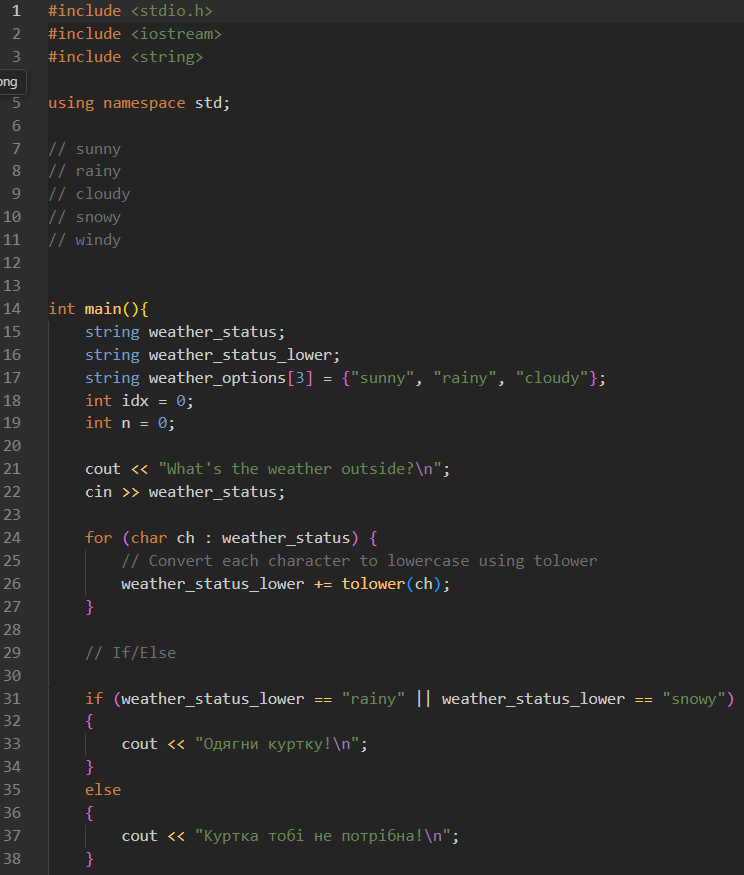 1 #include <stdio.h>
2 #include <iostream>
3 #include <string>
ong
5 using namespace std;
6
7 // sunny
8 // rainy
9 // cloudy
10 // snowy
11 // windy
12
13
14 int main(){
15     string weather_status;
16     string weather_status_lower;
17     string weather_options[3] = {"sunny", "rainy", "cloudy"};
18     int idx = 0;
19     int n = 0;
20
21     cout << "What's the weather outside?\n";
22     cin >> weather_status;
23
24     for (char ch : weather_status) {
25         // Convert each character to lowercase using tolower
26         weather_status_lower += tolower(ch);
27     }
28
29     // If/Else
30
31     if (weather_status_lower == "rainy" || weather_status_lower == "snowy")
32     {
33         cout << "Одягни куртку!\n";
34     }
35     else
36     {
37         cout << "Куртка тобі не потрібна!\n";
38     }